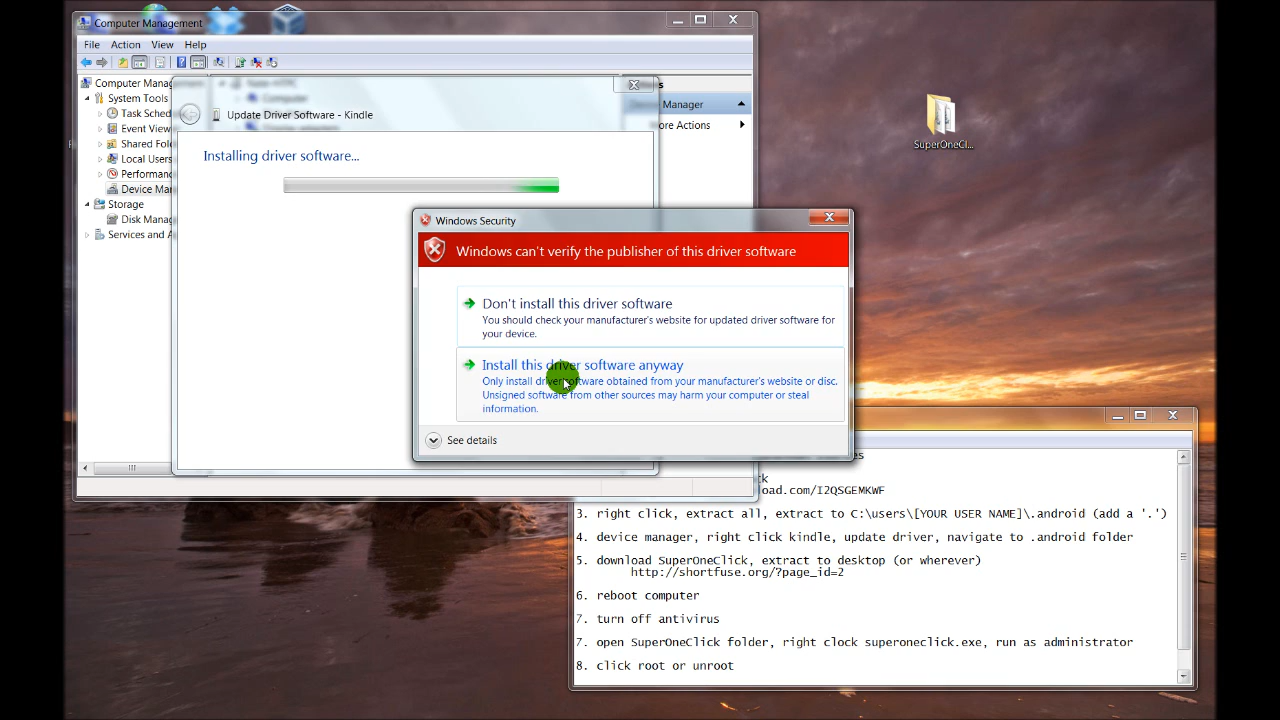 Computer Management
File Action View Help
Computer Manag
System Tools
Task Sched
Event View
Shared Fol
Local Users
Performan
Device Mar
Storage
Disk Manag
Services and A
Computer
Manager
ore Actions
Update Driver Software - Kindle
Installing driver software...
Windows Security
Windows can't verify the publisher of this driver software
Don't install this driver software
You should check your manufacturer's website for updated driver software for
your device.
Install this driver software anyway
Only install driver software obtained from your manufacturer's website or disc.
Unsigned software from other sources may harm your computer or steal
information.
See details
SuperOneCl...
oad.com/I2QSGEMKWF
3. right click, extract all, extract to C:\users\[YOUR USER NAME]\.android (add a '.')
4. device manager, right click kindle, update driver, navigate to .android folder
5. download SuperOneClick, extract to desktop (or wherever)
http://shortfuse.org/?page_id=2
6. reboot computer
7. turn off antivirus
7. open SuperOneClick folder, right clock superoneclick.exe, run as administrator
8. click root or unroot